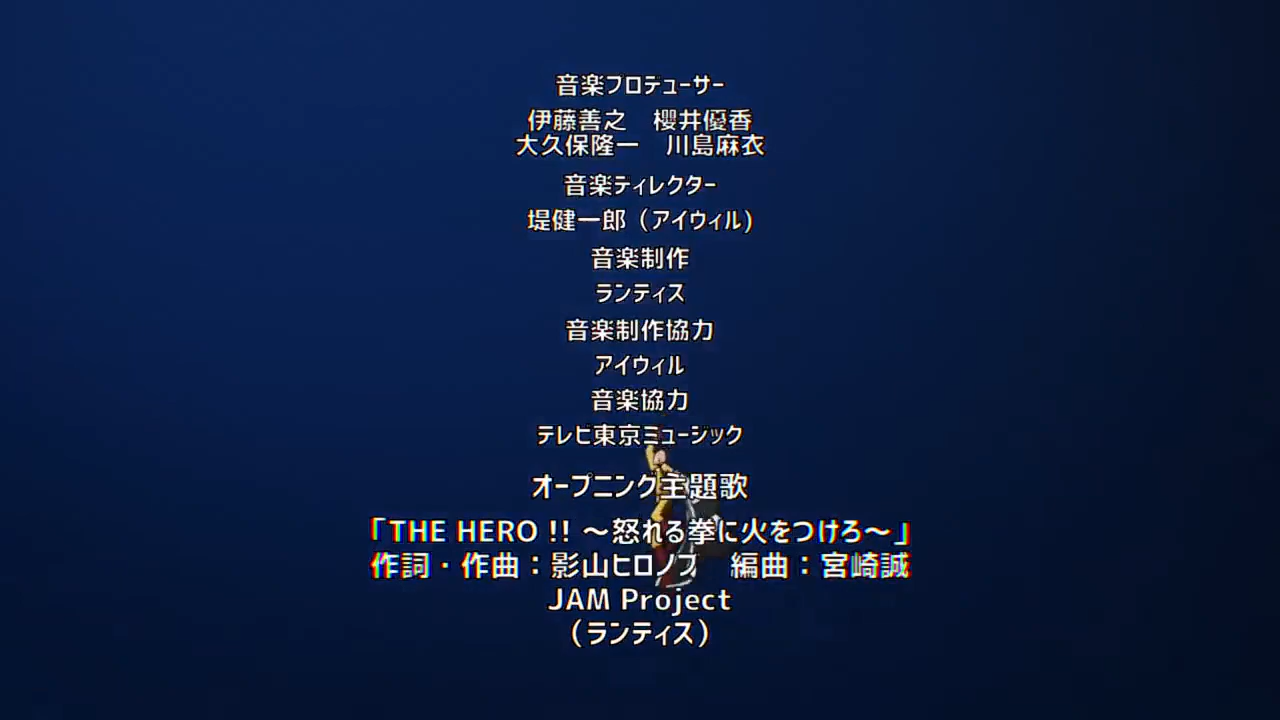 音楽プロデューサー
伊藤善之　櫻井優香
大久保隆一　川島麻衣
音楽ディレクター
堤健一郎（アイウィル）
音楽制作
ランティス
音楽制作協力
アイウィル
音楽協力
テレビ東京ミュージック
オープニング主題歌
「THE HERO !! ～怒れる拳に火をつけろ～」
作詞・作曲：影山ヒロノブ　編曲：宮崎誠
JAM Project
（ランティス）